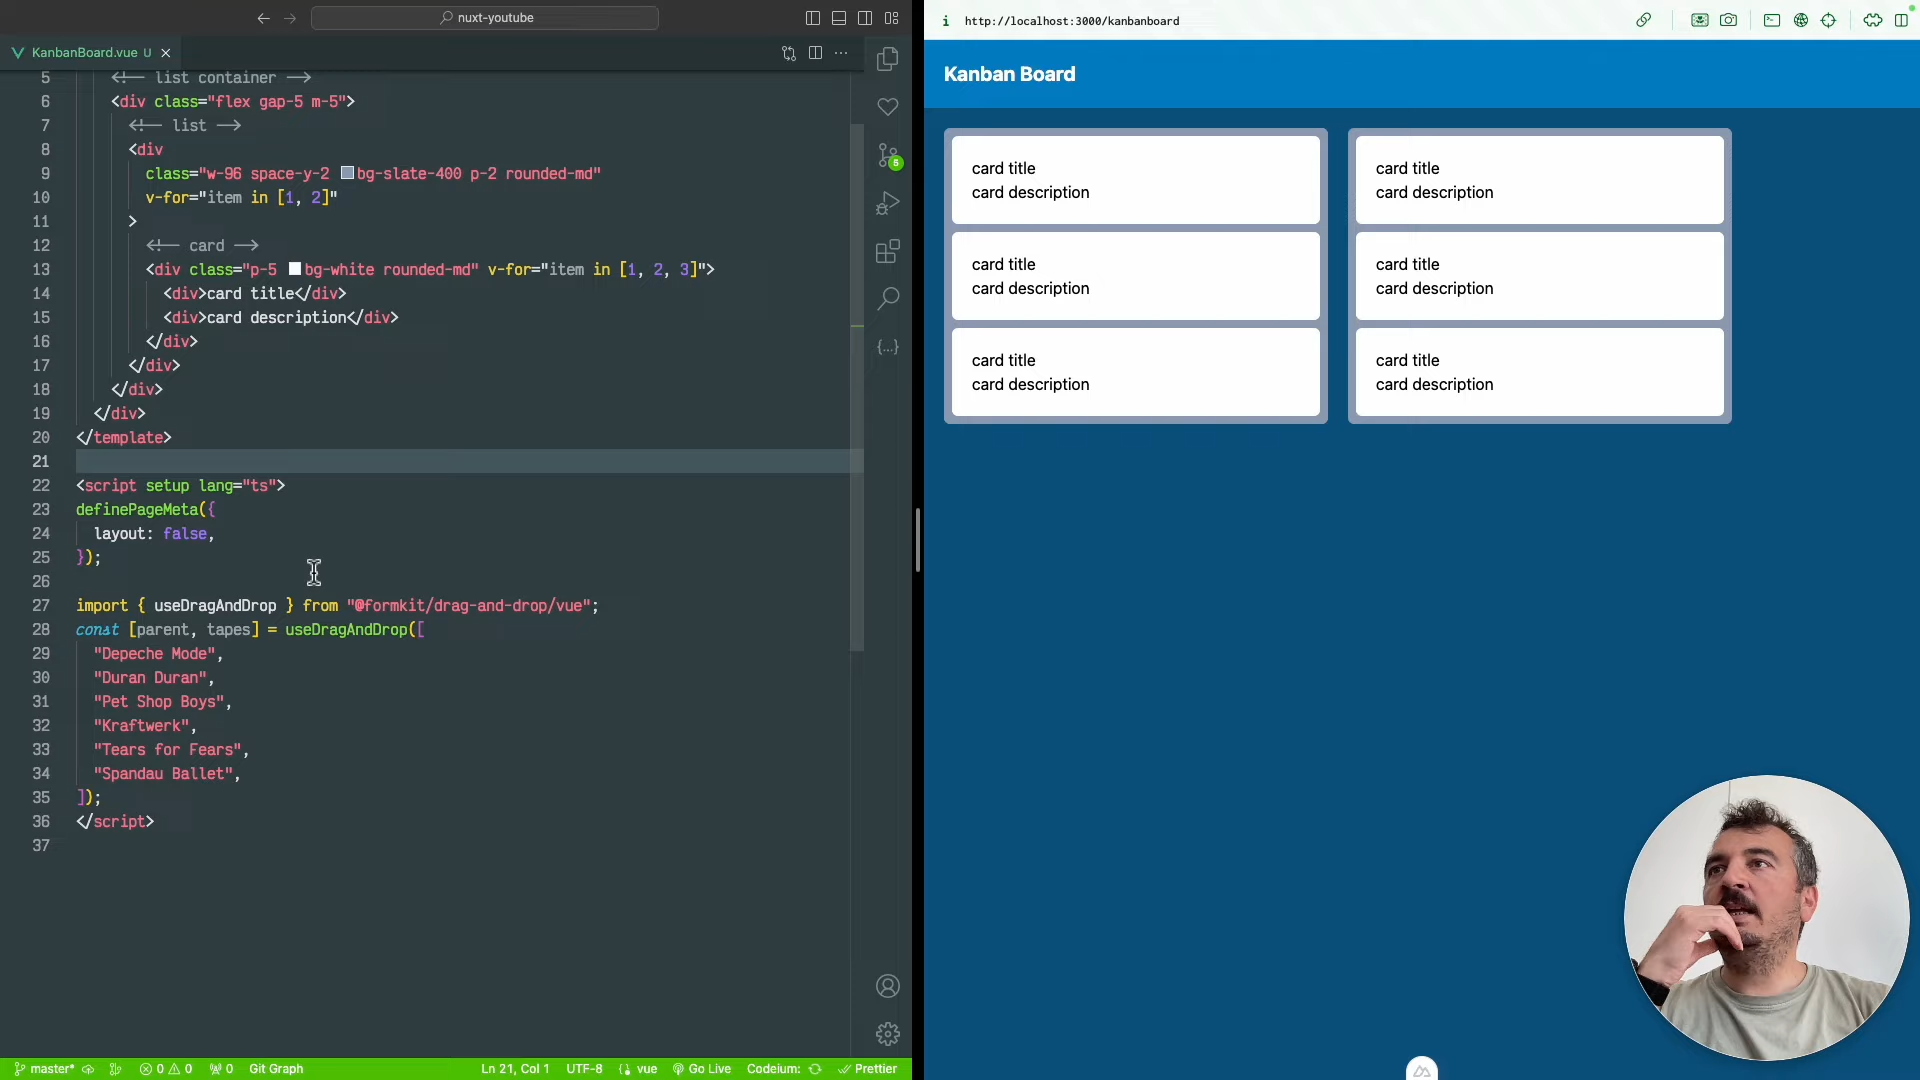 nuxt-youtube
KanbanBoard.vue U
5 <!-- list container -->
6 <div class="flex gap-5 m-5">
7 <!-- list -->
8 <div
9 class="w-96 space-y-2 bg-slate-400 p-2 rounded-md"
10 v-for="item in [1, 2]"
11 >
12 <!-- card -->
13 <div class="p-5 bg-white rounded-md" v-for="item in [1, 2, 3]">
14 <div>card title</div>
15 <div>card description</div>
16 </div>
17 </div>
18 </div>
19 </div>
20 </template>
21
22 <script setup lang="ts">
23 definePageMeta({
24 layout: false,
25 });
26
27 import { useDragAndDrop } from "@formkit/drag-and-drop/vue";
28 const [parent, tapes] = useDragAndDrop([
29 "Depeche Mode",
30 "Duran Duran",
31 "Pet Shop Boys",
32 "Kraftwerk",
33 "Tears for Fears",
34 "Spandau Ballet",
35 ]);
36 </script>
37
5
master* 0 0 0 Git Graph Ln 21, Col 1 UTF-8 vue Go Live Codeium: Prettier
http://localhost:3000/kanbanboard
Kanban Board
card title
card description
card title
card description
card title
card description
card title
card description
card title
card description
card title
card description